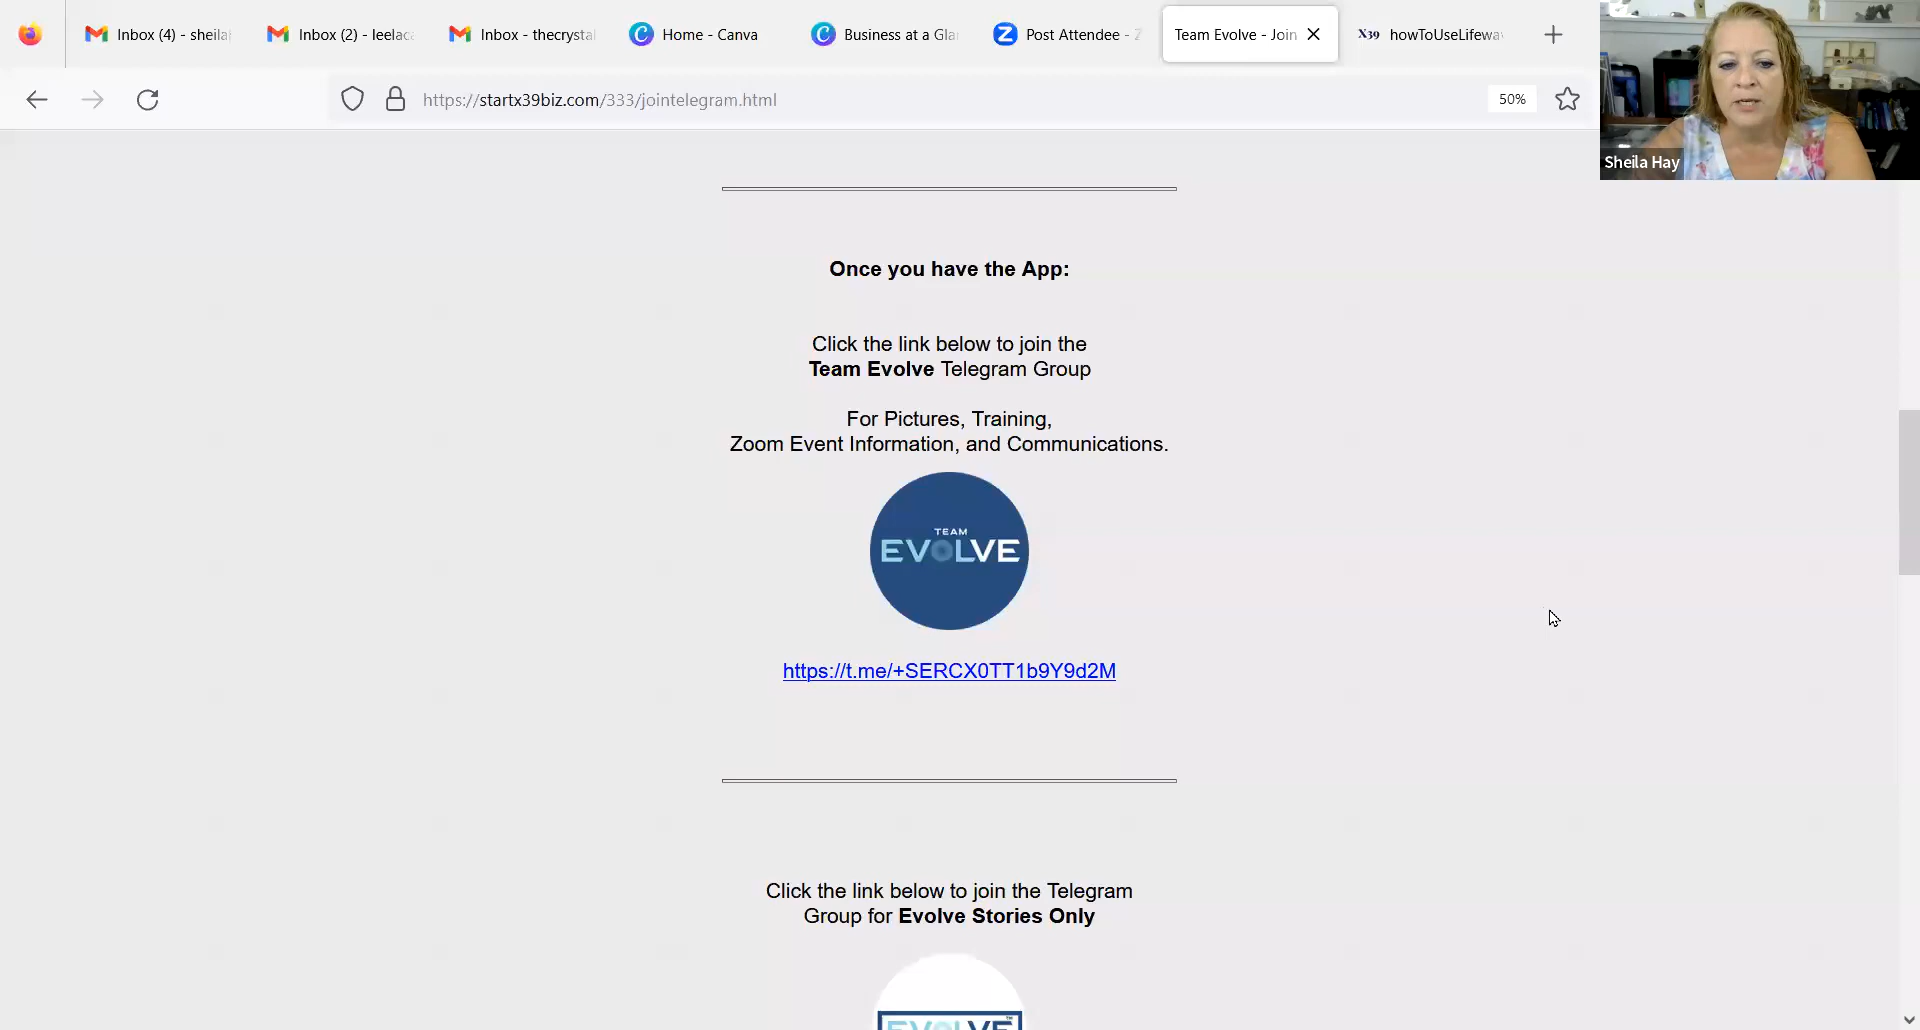 Inbox (4) - sheila
Inbox (2) - leelac
Inbox - thecrystal
Home - Canva
Business at a Gla
Post Attendee - Z
Team Evolve - Join
X39 howToUseLifewa
https://startx39biz.com/333/jointelegram.html
50%
Sheila Hay
Once you have the App:
Click the link below to join the
Team Evolve Telegram Group
For Pictures, Training,
Zoom Event Information, and Communications.
TEAM
EVOLVE
https://t.me/+SERCX0TT1b9Y9d2M
Click the link below to join the Telegram
Group for Evolve Stories Only
EVOLVE™